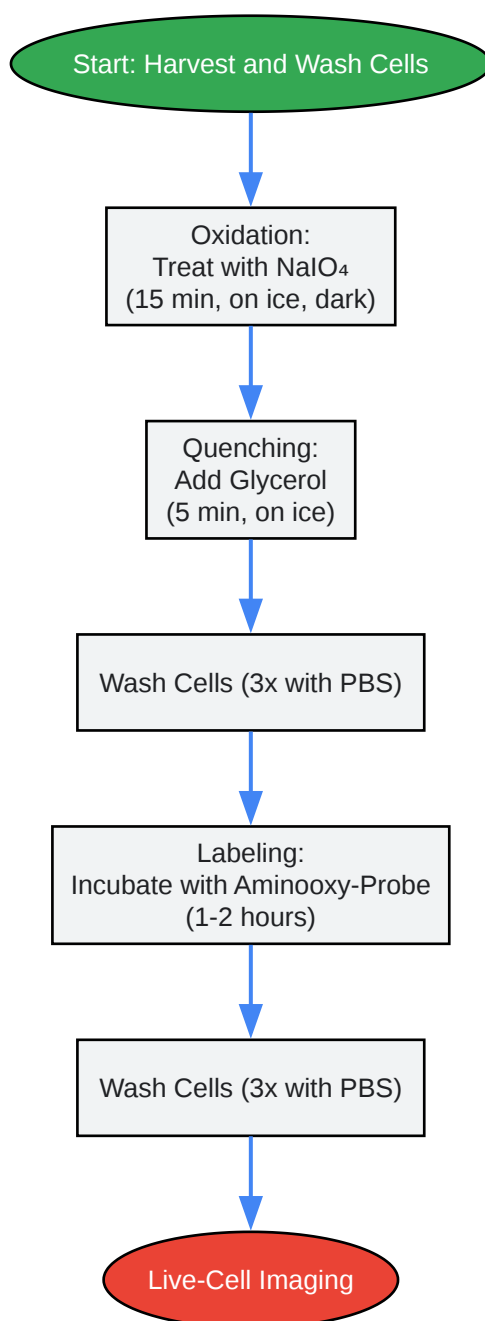 Start: Harvest and Wash Cells
Oxidation:
Treat with NaIO₄
(15 min, on ice, dark)
Quenching:
Add Glycerol
(5 min, on ice)
Wash Cells (3x with PBS)
Labeling:
Incubate with Aminooxy-Probe
(1-2 hours)
Wash Cells (3x with PBS)
Live-Cell Imaging